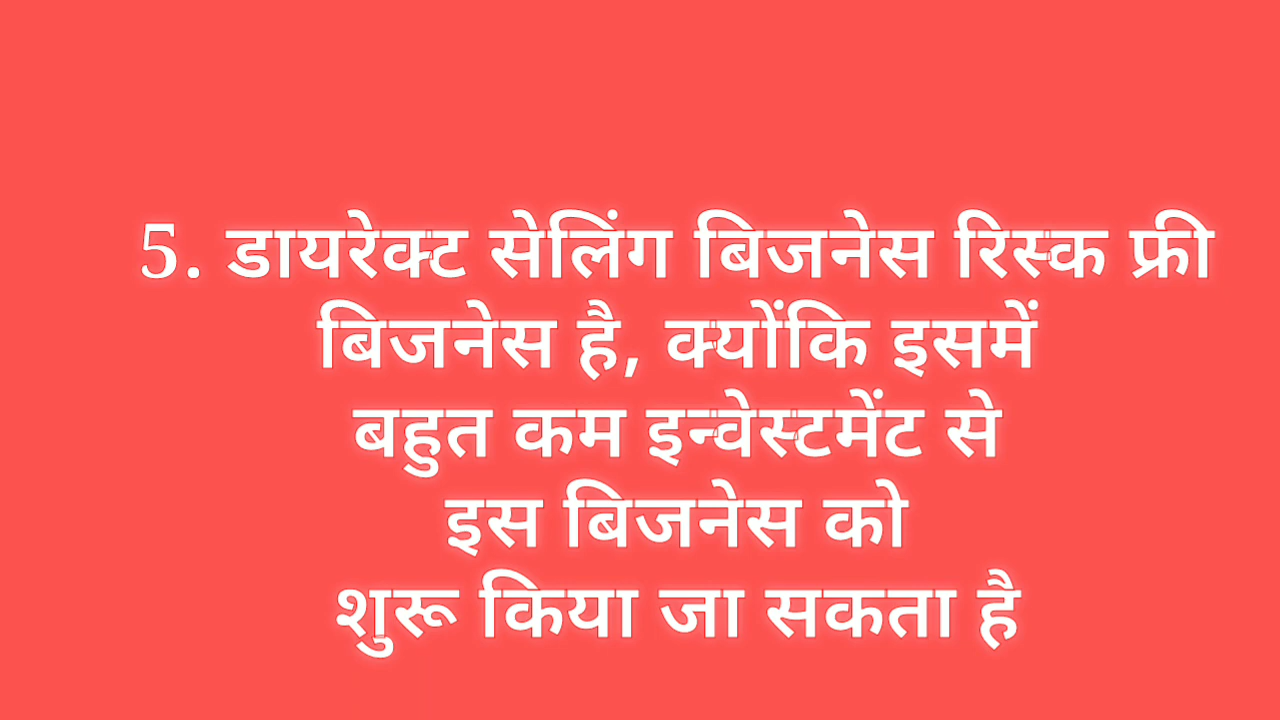 5. डायरेक्ट सेलिंग बिजनेस रिस्क फ्री
बिजनेस है, क्योंकि इसमें
बहुत कम इन्वेस्टमेंट से
इस बिजनेस को
शुरू किया जा सकता है